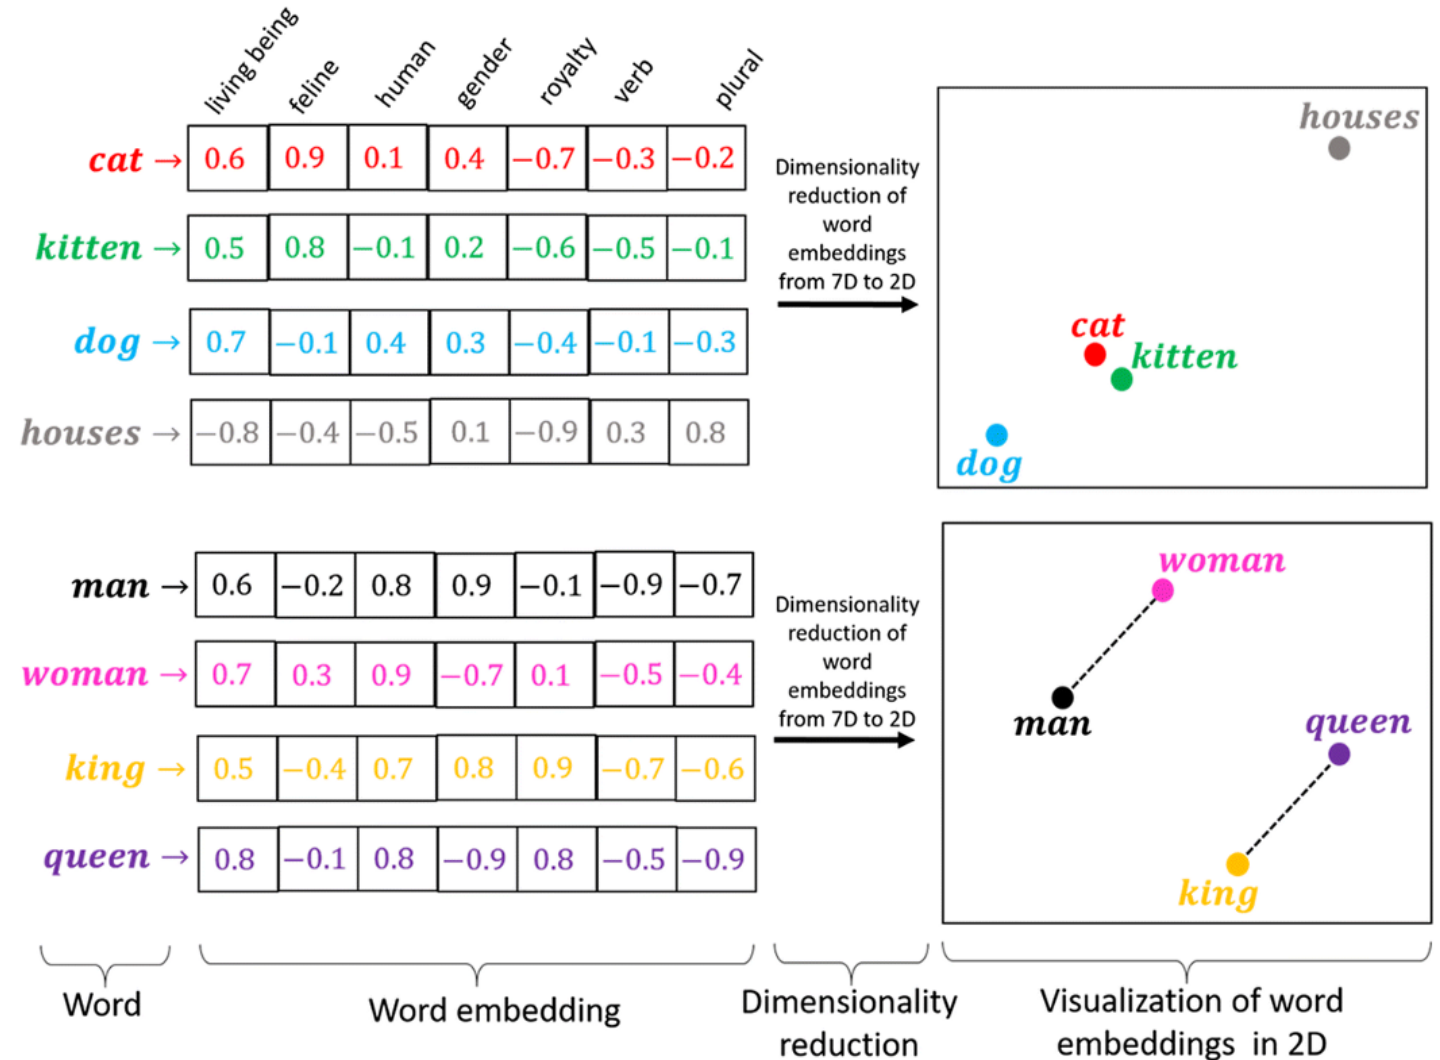 living being feline human gender royalty verb plural
cat → 0.6 0.9 0.1 0.4 −0.7 −0.3 −0.2
kitten → 0.5 0.8 −0.1 0.2 −0.6 −0.5 −0.1
dog → 0.7 −0.1 0.4 0.3 −0.4 −0.1 −0.3
houses → −0.8 −0.4 −0.5 0.1 −0.9 0.3 0.8
Dimensionality
reduction of
word
embeddings
from 7D to 2D
houses
cat
kitten
dog
man → 0.6 −0.2 0.8 0.9 −0.1 −0.9 −0.7
woman → 0.7 0.3 0.9 −0.7 0.1 −0.5 −0.4
king → 0.5 −0.4 0.7 0.8 0.9 −0.7 −0.6
queen → 0.8 −0.1 0.8 −0.9 0.8 −0.5 −0.9
Dimensionality
reduction of
word
embeddings
from 7D to 2D
woman
man
queen
king
Word
Word embedding
Dimensionality
reduction
Visualization of word
embeddings in 2D